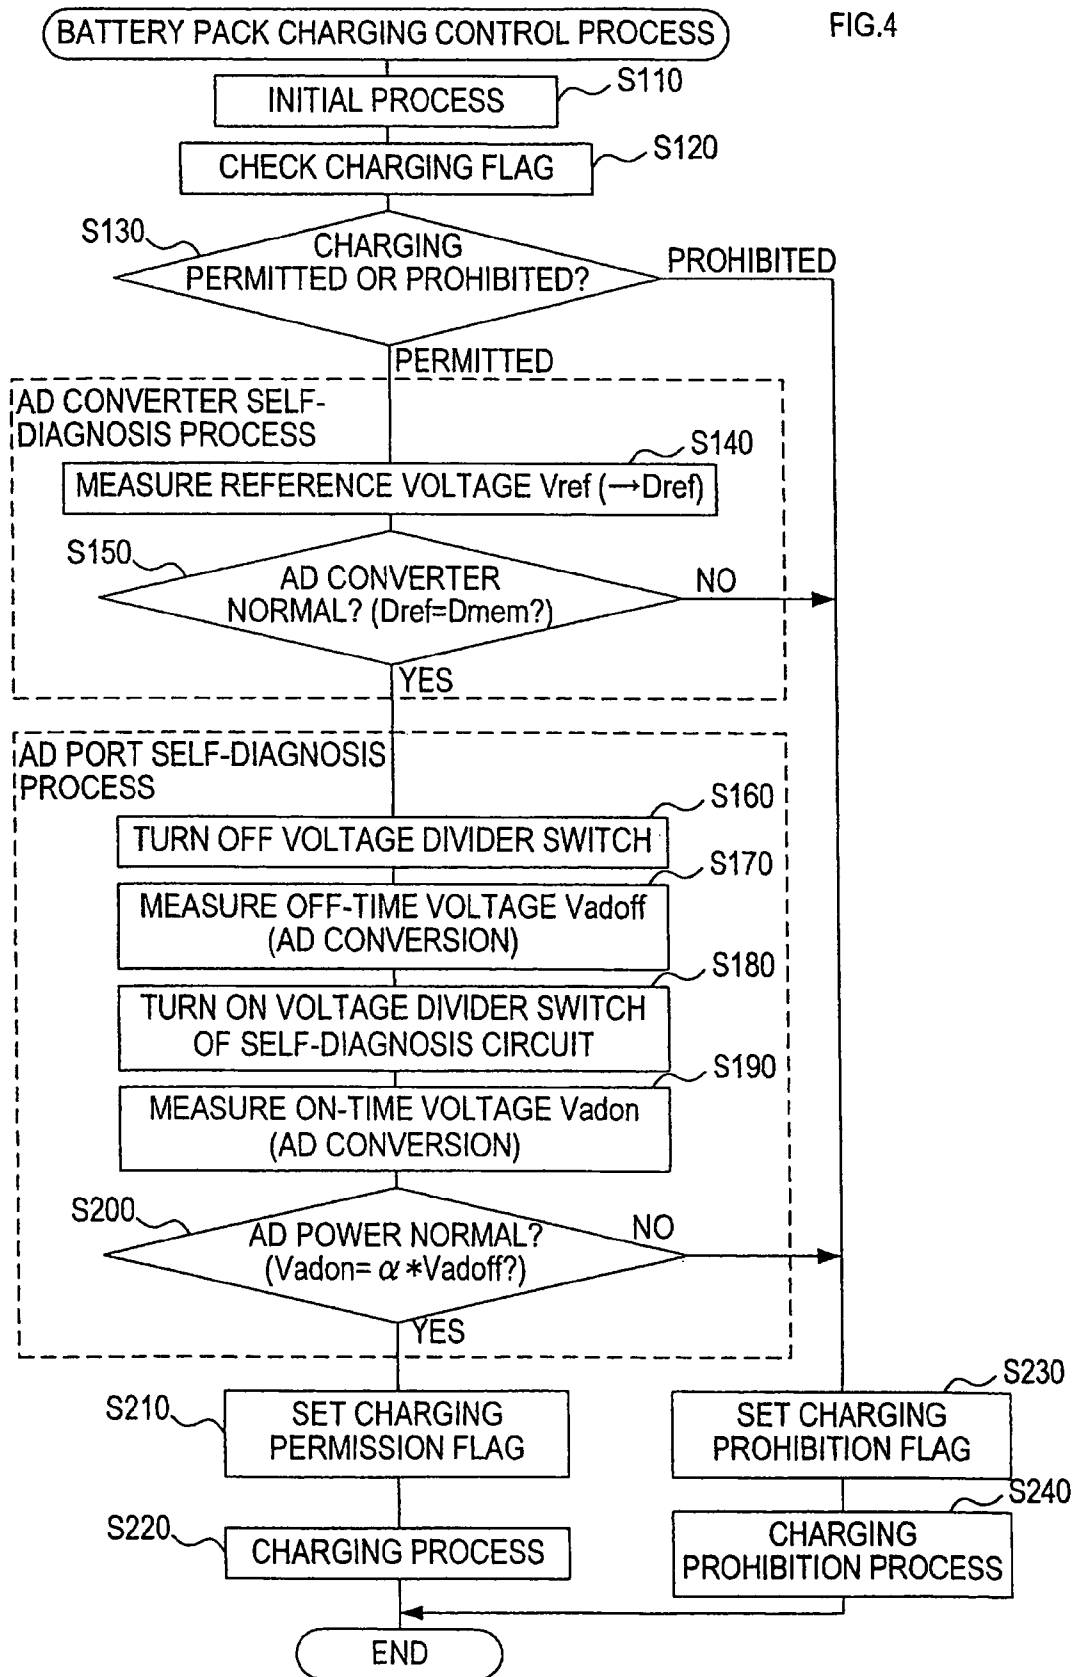 BATTERY PACK CHARGING CONTROL PROCESS
FIG.4
INITIAL PROCESS
S110
CHECK CHARGING FLAG
S120
S130
CHARGING
PERMITTED OR PROHIBITED?
PROHIBITED
PERMITTED
AD CONVERTER SELF-
DIAGNOSIS PROCESS
S140
MEASURE REFERENCE VOLTAGE Vref (→Dref)
S150
AD CONVERTER
NORMAL? (Dref=Dmem?)
NO
YES
AD PORT SELF-DIAGNOSIS
PROCESS
S160
TURN OFF VOLTAGE DIVIDER SWITCH
S170
MEASURE OFF-TIME VOLTAGE Vadoff
(AD CONVERSION)
S180
TURN ON VOLTAGE DIVIDER SWITCH
OF SELF-DIAGNOSIS CIRCUIT
S190
MEASURE ON-TIME VOLTAGE Vadon
(AD CONVERSION)
S200
AD POWER NORMAL?
(Vadon= α *Vadoff?)
NO
YES
S210
SET CHARGING
PERMISSION FLAG
S230
SET CHARGING
PROHIBITION FLAG
S220
CHARGING PROCESS
S240
CHARGING
PROHIBITION PROCESS
END